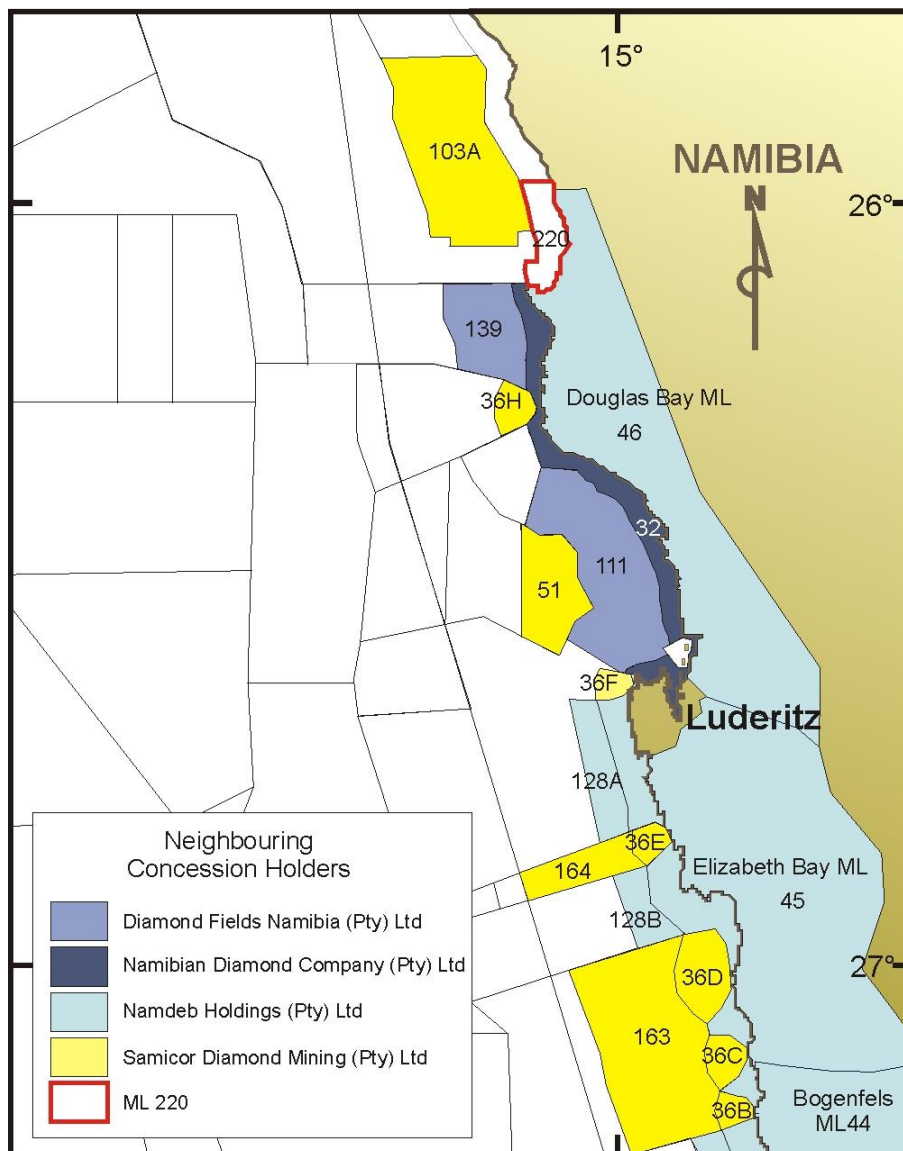 15°
103A
NAMIBIA
N
26°
220
139
36H
Douglas Bay ML
46
32
111
51
36F
Luderitz
128A
36E
164
Elizabeth Bay ML
45
128B
27°
36D
163
36C
36B
Bogenfels
ML44
15°
Neighbouring
Concession Holders
Diamond Fields Namibia (Pty) Ltd
Namibian Diamond Company (Pty) Ltd
Namdeb Holdings (Pty) Ltd
Samicor Diamond Mining (Pty) Ltd
ML 220